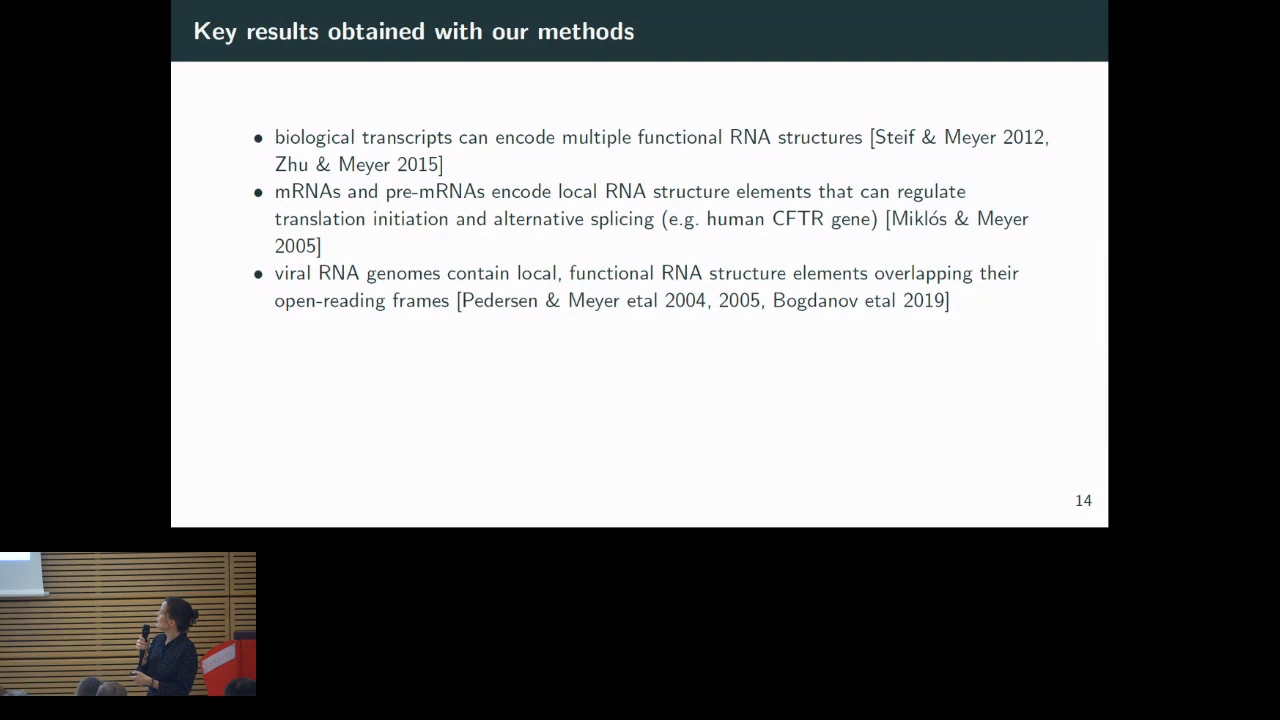 Key results obtained with our methods
• biological transcripts can encode multiple functional RNA structures [Steif & Meyer 2012,
Zhu & Meyer 2015]
• mRNAs and pre-mRNAs encode local RNA structure elements that can regulate
translation initiation and alternative splicing (e.g. human CFTR gene) [Miklós & Meyer
2005]
• viral RNA genomes contain local, functional RNA structure elements overlapping their
open-reading frames [Pedersen & Meyer etal 2004, 2005, Bogdanov etal 2019]
14